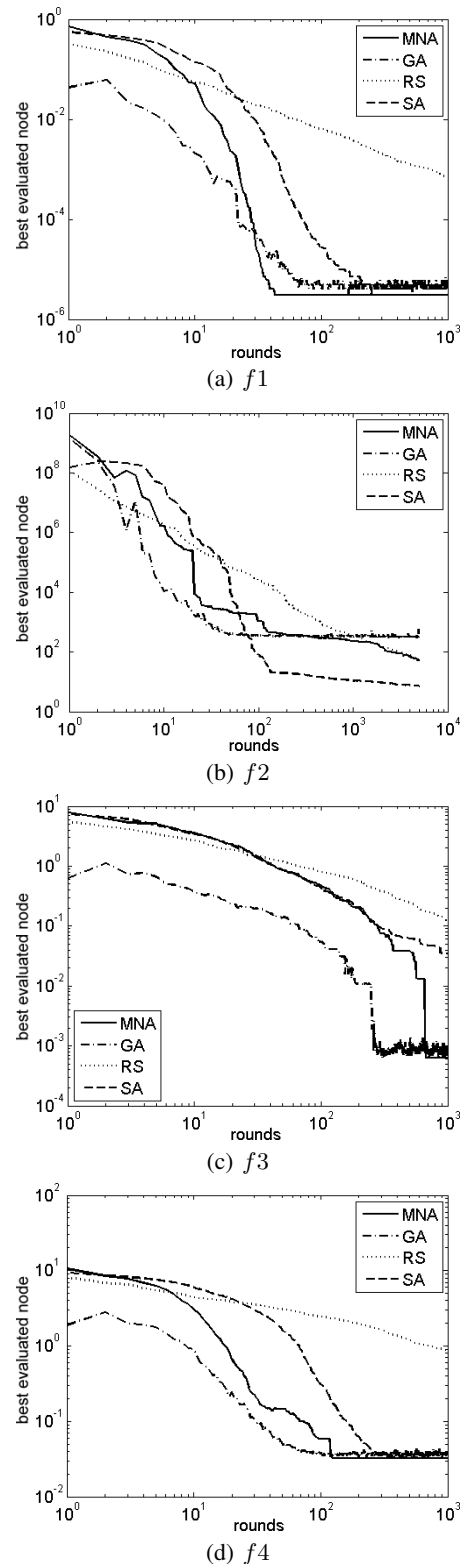 10^0
10^-2
10^-4
10^-6
best evaluated node
MNA
GA
RS
SA
10^0 10^1 10^2 10^3
rounds
(a) f1
10^10
10^8
10^6
10^4
10^2
10^0
best evaluated node
MNA
GA
RS
SA
10^0 10^1 10^2 10^3 10^4
rounds
(b) f2
10^1
10^0
10^-1
10^-2
10^-3
10^-4
best evaluated node
MNA
GA
RS
SA
10^0 10^1 10^2 10^3
rounds
(c) f3
10^2
10^1
10^0
10^-1
10^-2
best evaluated node
MNA
GA
RS
SA
10^0 10^1 10^2 10^3
rounds
(d) f4